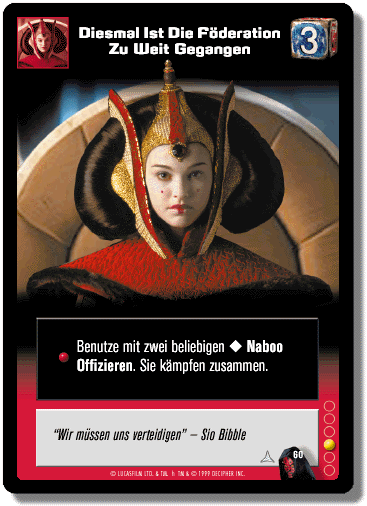 Diesmal Ist Die Föderation
Zu Weit Gegangen
3
Benutze mit zwei beliebigen ◆ Naboo
Offizieren. Sie kämpfen zusammen.
"Wir müssen uns verteidigen" – Sio Bibble
60
© LUCASFILM LTD. & TM. h TM & © 1999 DECIPHER INC.